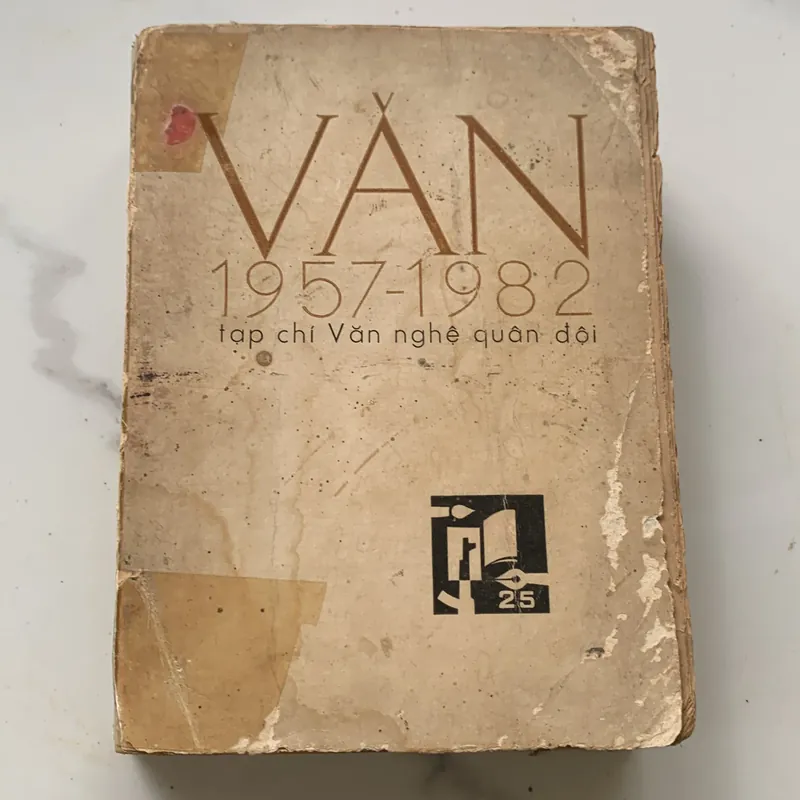 VĂN
1957-1982
tạp chí Văn nghệ quân đội
25